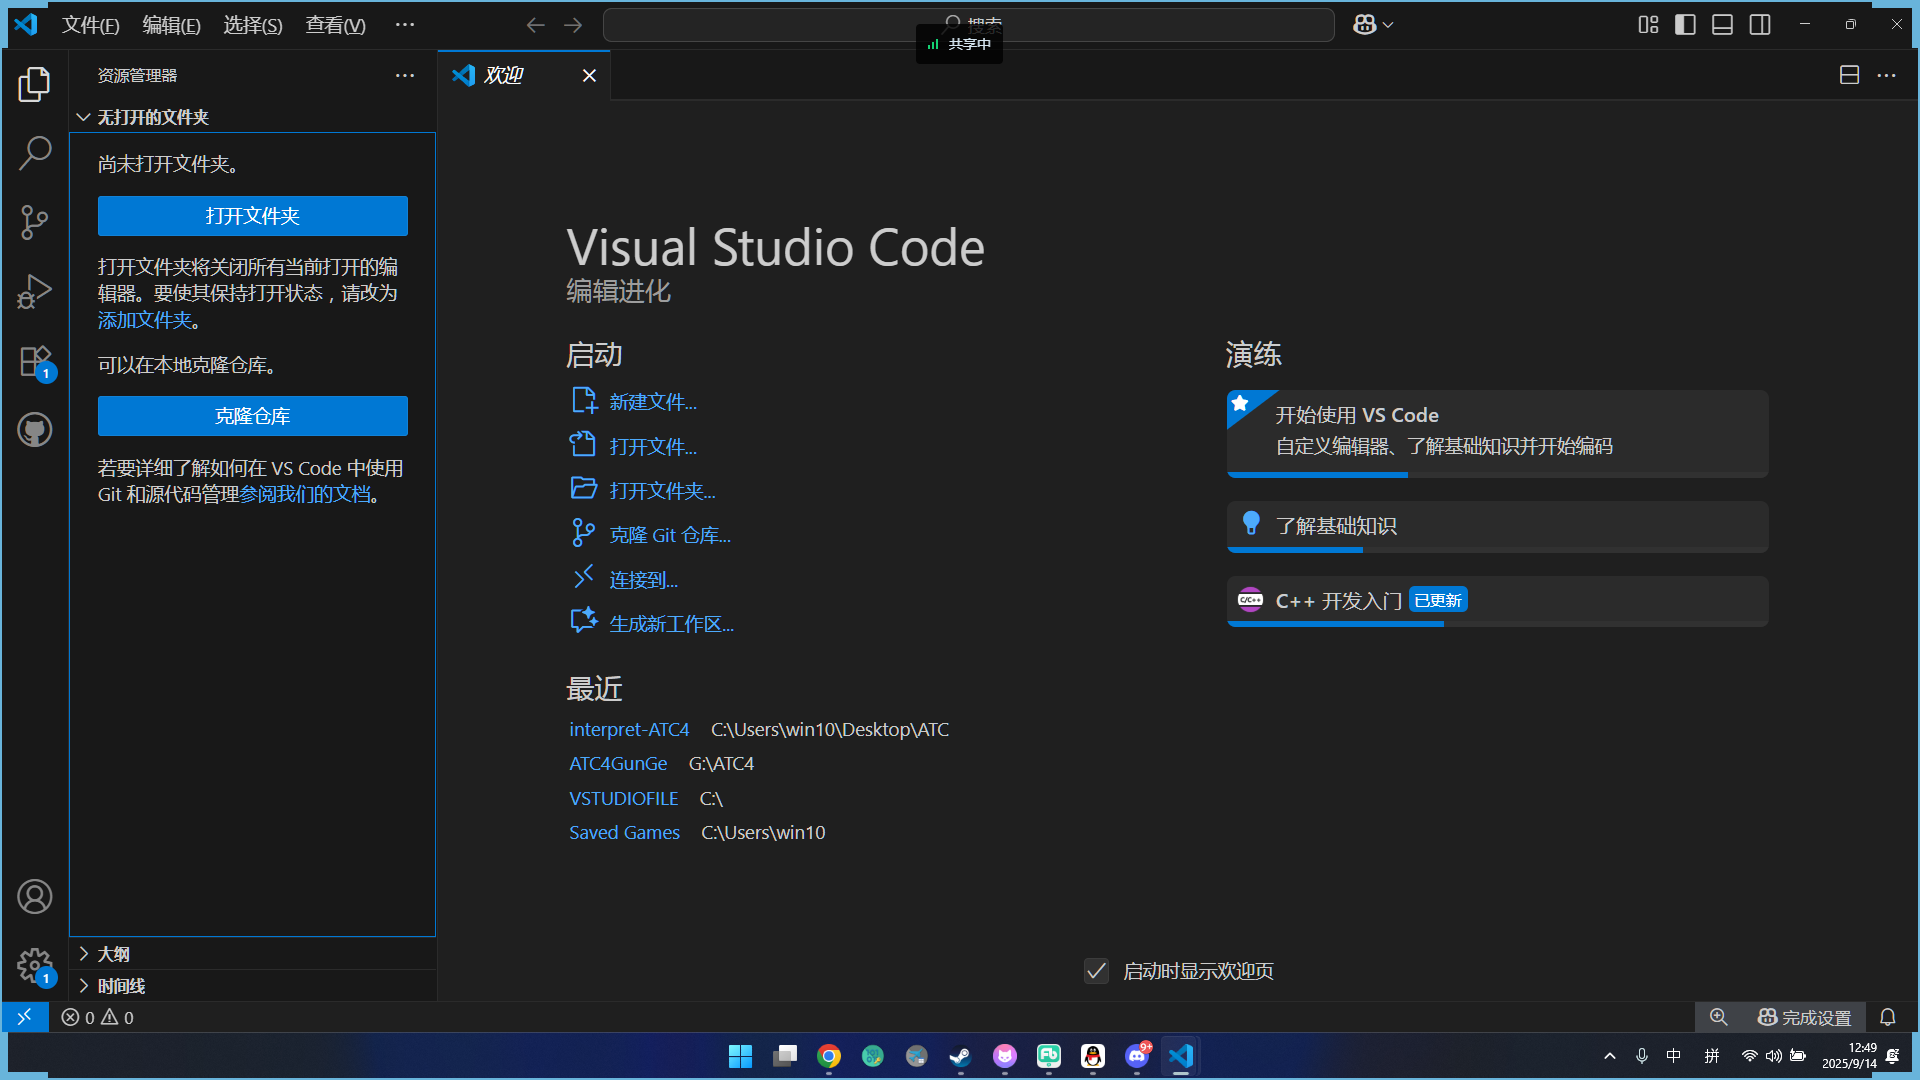 文件(F) 编辑(E) 选择(S) 查看(V) ···
搜索
共享中
资源管理器
欢迎
无打开的文件夹
尚未打开文件夹。
打开文件夹
打开文件夹将关闭所有当前打开的编
辑器。要使其保持打开状态，请改为
添加文件夹。
可以在本地克隆仓库。
克隆仓库
若要详细了解如何在 VS Code 中使用
Git 和源代码管理参阅我们的文档。
1
1
大纲
时间线
Visual Studio Code
编辑进化
启动
新建文件...
打开文件...
打开文件夹...
克隆 Git 仓库...
连接到...
生成新工作区...
最近
interpret-ATC4 C:\Users\win10\Desktop\ATC
ATC4GunGe G:\ATC4
VSTUDIOFILE C:\
Saved Games C:\Users\win10
演练
开始使用 VS Code
自定义编辑器、了解基础知识并开始编码
了解基础知识
C/C++ C++ 开发入门 已更新
启动时显示欢迎页
0 0
完成设置
Fb
9+
中 拼
12:49
2025/9/14